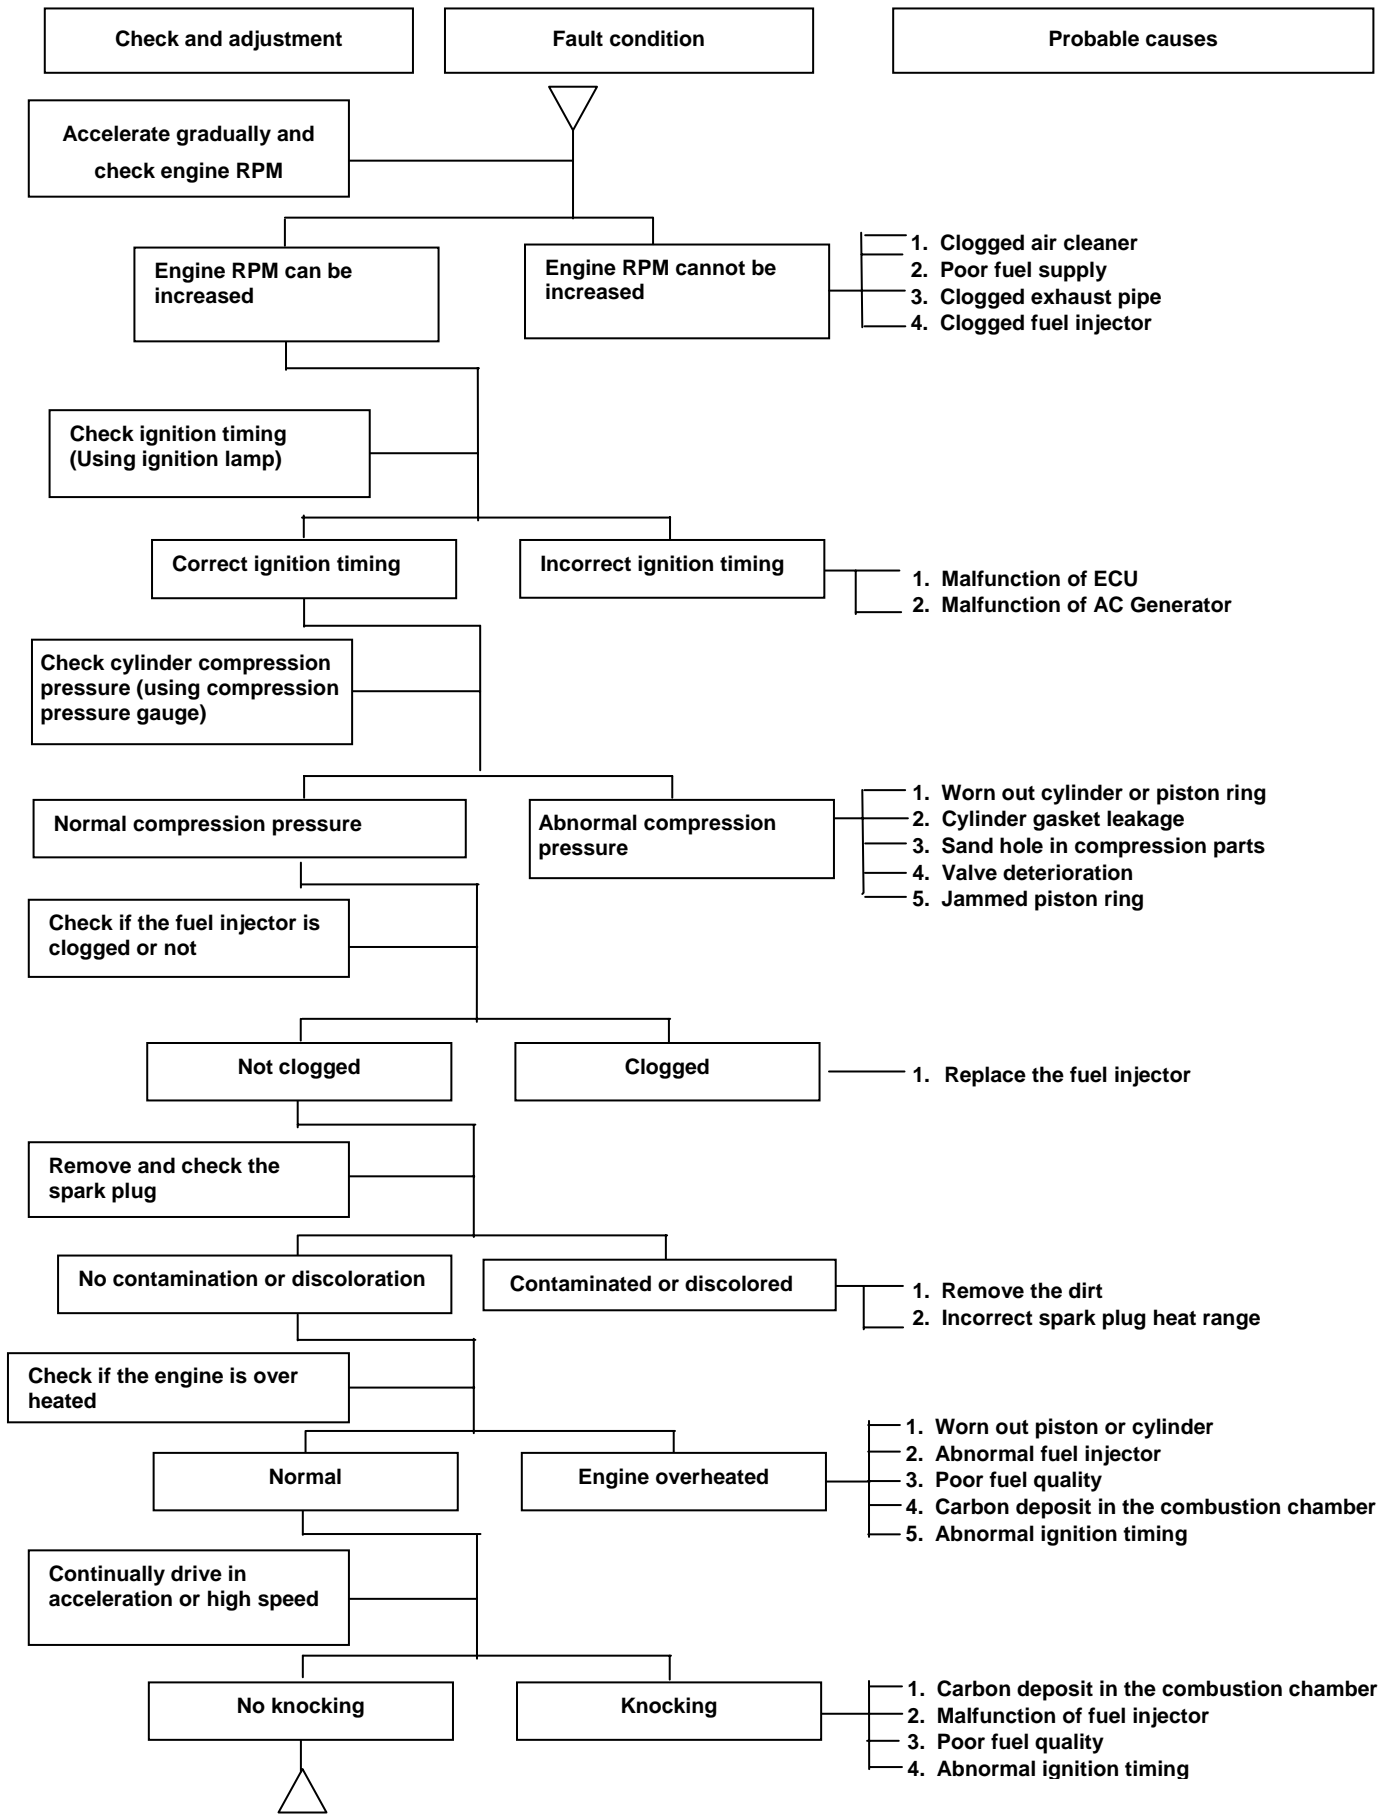 Check and adjustment
Fault condition
Probable causes
Accelerate gradually and
check engine RPM
Engine RPM can be
increased
Engine RPM cannot be
increased
1. Clogged air cleaner
2. Poor fuel supply
3. Clogged exhaust pipe
4. Clogged fuel injector
Check ignition timing
(Using ignition lamp)
Correct ignition timing
Incorrect ignition timing
1. Malfunction of ECU
2. Malfunction of AC Generator
Check cylinder compression
pressure (using compression
pressure gauge)
Normal compression pressure
Abnormal compression
pressure
1. Worn out cylinder or piston ring
2. Cylinder gasket leakage
3. Sand hole in compression parts
4. Valve deterioration
5. Jammed piston ring
Check if the fuel injector is
clogged or not
Not clogged
Clogged
1. Replace the fuel injector
Remove and check the
spark plug
No contamination or discoloration
Contaminated or discolored
1. Remove the dirt
2. Incorrect spark plug heat range
Check if the engine is over
heated
Normal
Engine overheated
1. Worn out piston or cylinder
2. Abnormal fuel injector
3. Poor fuel quality
4. Carbon deposit in the combustion chamber
5. Abnormal ignition timing
Continually drive in
acceleration or high speed
No knocking
Knocking
1. Carbon deposit in the combustion chamber
2. Malfunction of fuel injector
3. Poor fuel quality
4. Abnormal ignition timing